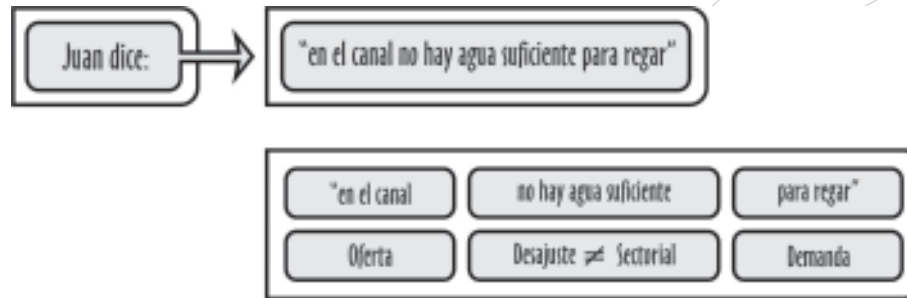 Juan dice:
"en el canal no hay agua suficiente para regar"
"en el canal no hay agua suficiente para regar"
Oferta Desajuste ≠ Sectorial Demanda